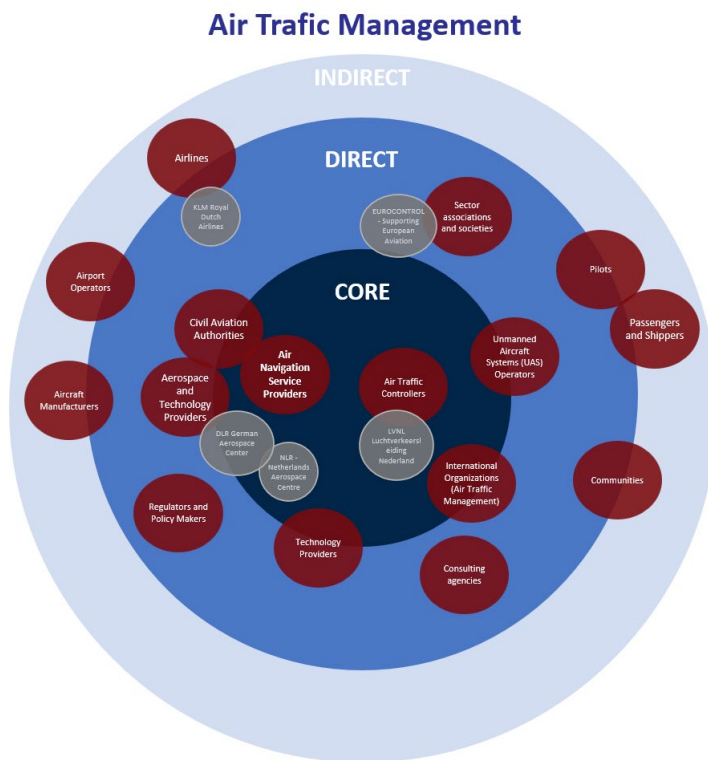 Air Trafic Management
INDIRECT
DIRECT
CORE
Airlines
KLM Royal
Dutch
Airlines
EUROCONTROL
- Supporting
European
Aviation
Sector
associations
and societies
Airport
Operators
Pilots
Passengers
and Shippers
Civil Aviation
Authorities
Air
Navigation
Service
Providers
Unmanned
Aircraft
Systems (UAS)
Operators
Aircraft
Manufacturers
Aerospace
and
Technology
Providers
Air Traffic
Controllers
DLR German
Aerospace
Center
NLR -
Netherlands
Aerospace
Centre
LVNL
Luchtverkeersl
eiding
Nederland
International
Organizations
(Air Traffic
Management)
Communities
Regulators and
Policy Makers
Technology
Providers
Consulting
agencies